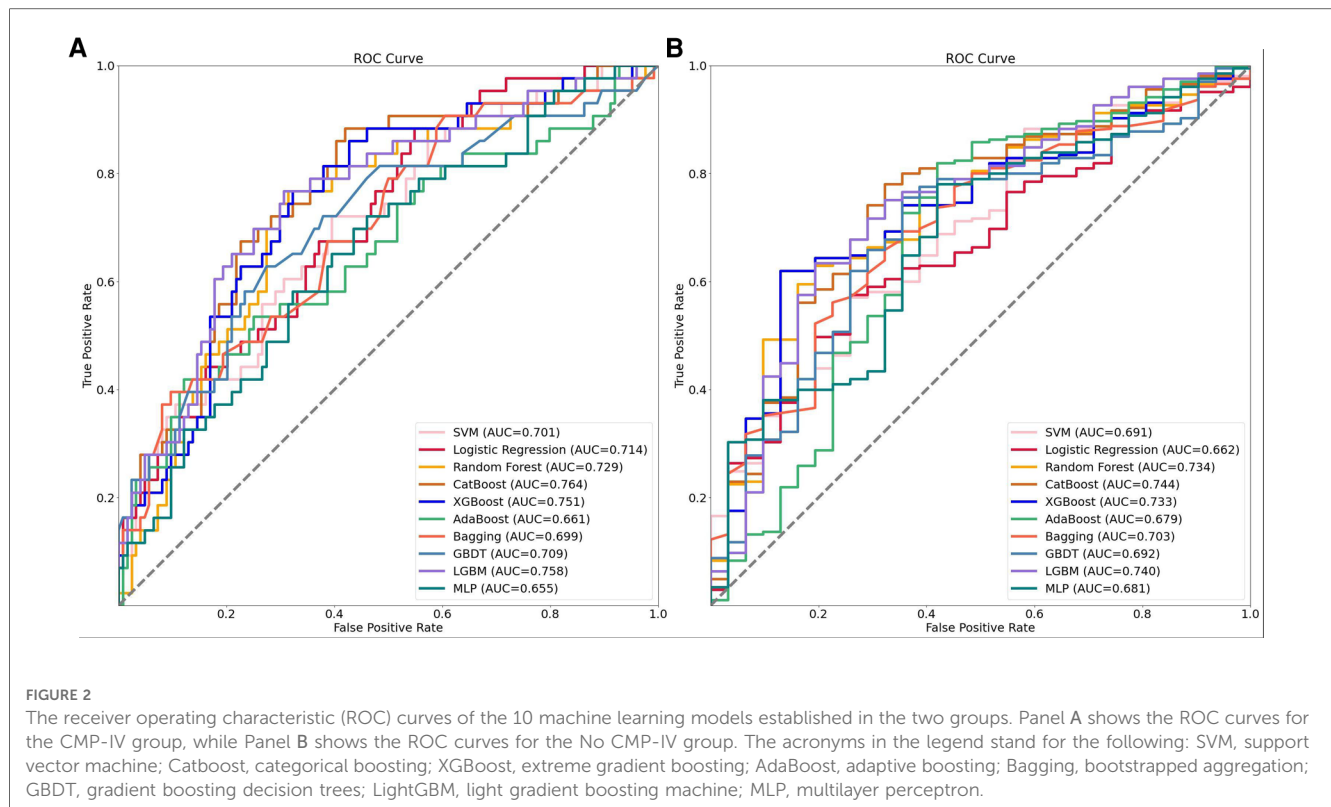 A
ROC Curve
1.0
0.8
0.6
0.4
0.2
True Positive Rate
SVM (AUC=0.701)
Logistic Regression (AUC=0.714)
Random Forest (AUC=0.729)
CatBoost (AUC=0.764)
XGBoost (AUC=0.751)
AdaBoost (AUC=0.661)
Bagging (AUC=0.699)
GBDT (AUC=0.709)
LGBM (AUC=0.758)
MLP (AUC=0.655)
0.2 0.4 0.6 0.8 1.0
False Positive Rate
B
ROC Curve
1.0
0.8
0.6
0.4
0.2
True Positive Rate
SVM (AUC=0.691)
Logistic Regression (AUC=0.662)
Random Forest (AUC=0.734)
CatBoost (AUC=0.744)
XGBoost (AUC=0.733)
AdaBoost (AUC=0.679)
Bagging (AUC=0.703)
GBDT (AUC=0.692)
LGBM (AUC=0.740)
MLP (AUC=0.681)
0.2 0.4 0.6 0.8 1.0
False Positive Rate
FIGURE 2
The receiver operating characteristic (ROC) curves of the 10 machine learning models established in the two groups. Panel A shows the ROC curves for
the CMP-IV group, while Panel B shows the ROC curves for the No CMP-IV group. The acronyms in the legend stand for the following: SVM, support
vector machine; Catboost, categorical boosting; XGBoost, extreme gradient boosting; AdaBoost, adaptive boosting; Bagging, bootstrapped aggregation;
GBDT, gradient boosting decision trees; LightGBM, light gradient boosting machine; MLP, multilayer perceptron.